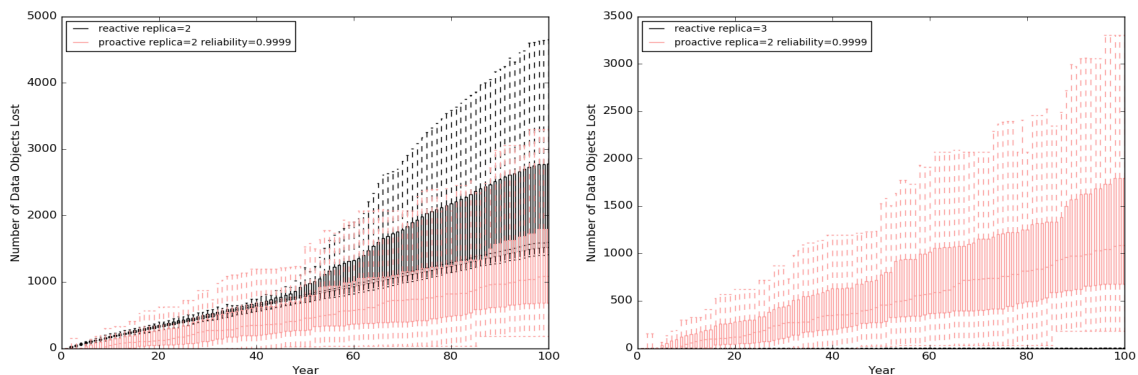 5000
4000
3000
2000
1000
0
Number of Data Objects Lost
reactive replica=2
proactive replica=2 reliability=0.9999
0 20 40 60 80 100
Year
3500
3000
2500
2000
1500
1000
500
0
Number of Data Objects Lost
reactive replica=3
proactive replica=2 reliability=0.9999
0 20 40 60 80 100
Year